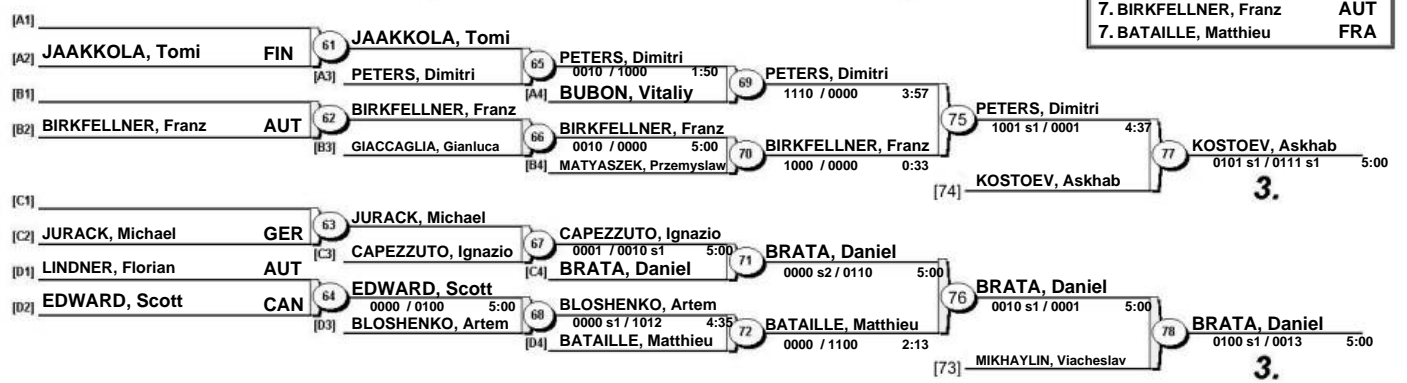 7. BIRKFELLNER, Franz AUT
7. BATAILLE, Matthieu FRA
[A1]
[A2] JAAKKOLA, Tomi FIN
61
JAAKKOLA, Tomi
[A3] PETERS, Dimitri
65
PETERS, Dimitri
0010 / 1000 1:50
[A4] BUBON, Vitaliy
69
PETERS, Dimitri
1110 / 0000 3:57
[B1]
[B2] BIRKFELLNER, Franz AUT
62
BIRKFELLNER, Franz
[B3] GIACCAGLIA, Gianluca
66
BIRKFELLNER, Franz
0010 / 0000 5:00
[B4] MATYASZEK, Przemyslaw
70
BIRKFELLNER, Franz
1000 / 0000 0:33
75
PETERS, Dimitri
1001 s1 / 0001 4:37
[74] KOSTOEV, Askhab
77
KOSTOEV, Askhab
0101 s1 / 0111 s1 5:00
3.
[C1]
[C2] JURACK, Michael GER
63
JURACK, Michael
[C3] CAPEZZUTO, Ignazio
67
CAPEZZUTO, Ignazio
0001 / 0010 s1 5:00
[C4] BRATA, Daniel
71
BRATA, Daniel
0000 s2 / 0110 5:00
[D1] LINDNER, Florian AUT
[D2] EDWARD, Scott CAN
64
EDWARD, Scott
0000 / 0100 5:00
[D3] BLOSHENKO, Artem
68
BLOSHENKO, Artem
0000 s1 / 1012 4:35
[D4] BATAILLE, Matthieu
72
BATAILLE, Matthieu
0000 / 1100 2:13
76
BRATA, Daniel
0010 s1 / 0001 5:00
[73] MIKHAYLIN, Viacheslav
78
BRATA, Daniel
0100 s1 / 0013 5:00
3.